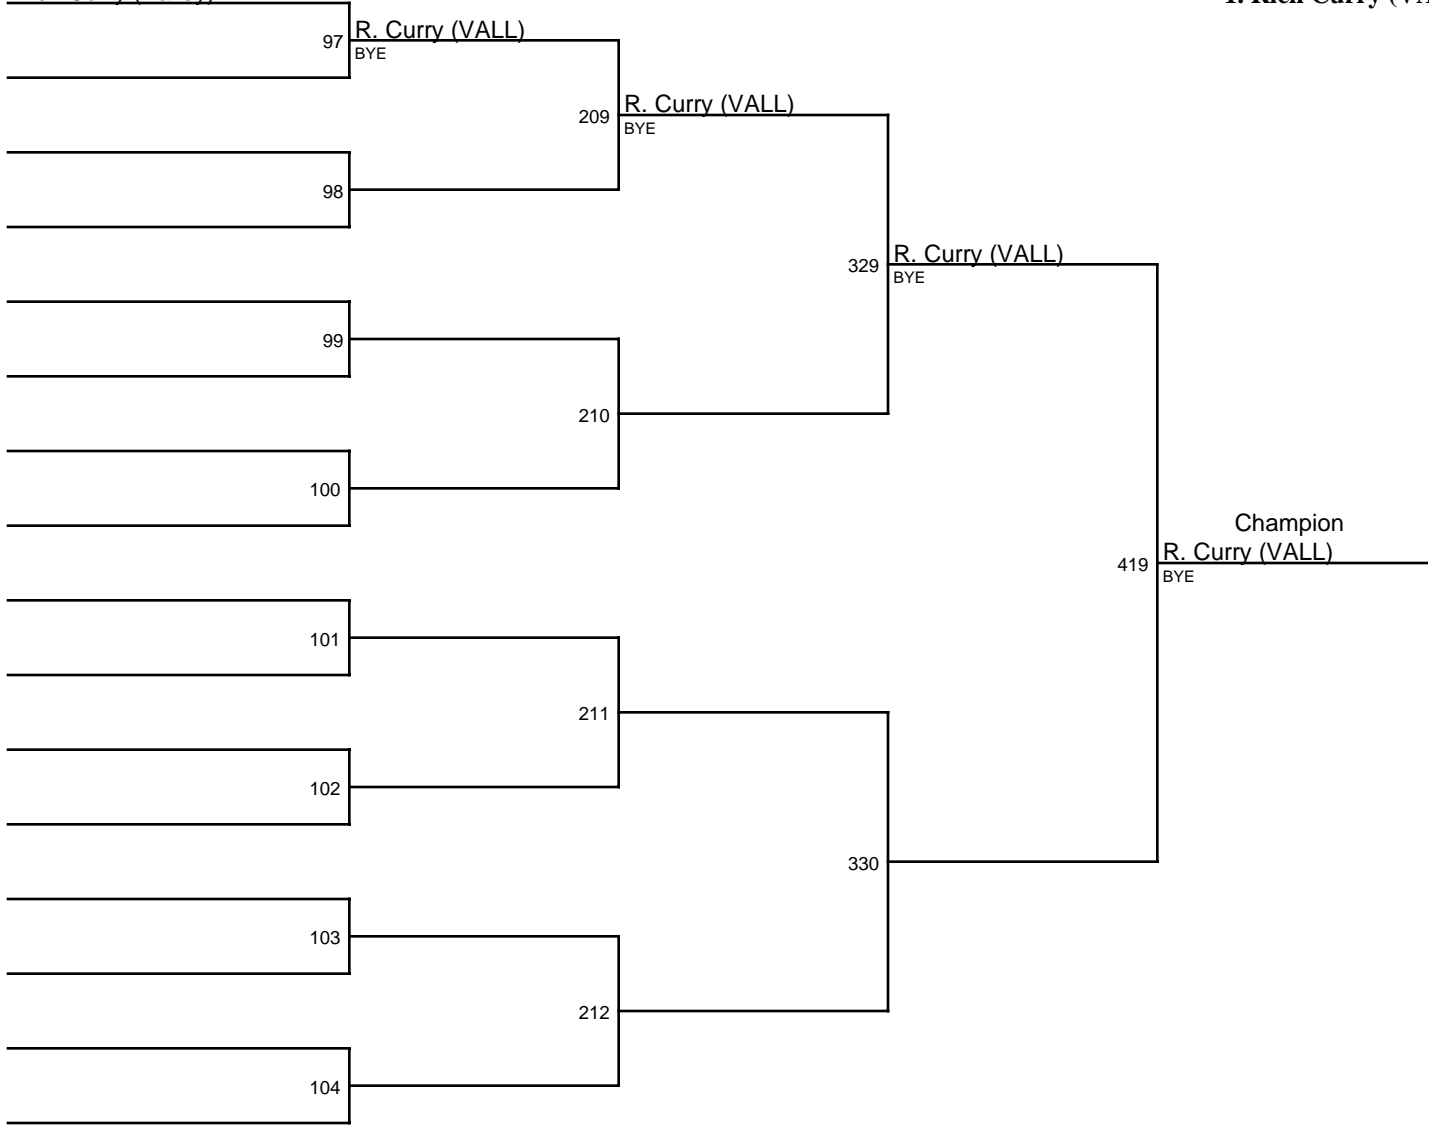 1. Rich Curry (VA
97 R. Curry (VALL)
BYE
209 R. Curry (VALL)
BYE
98
329 R. Curry (VALL)
BYE
99
210
100
Champion
419 R. Curry (VALL)
BYE
101
211
102
330
103
212
104